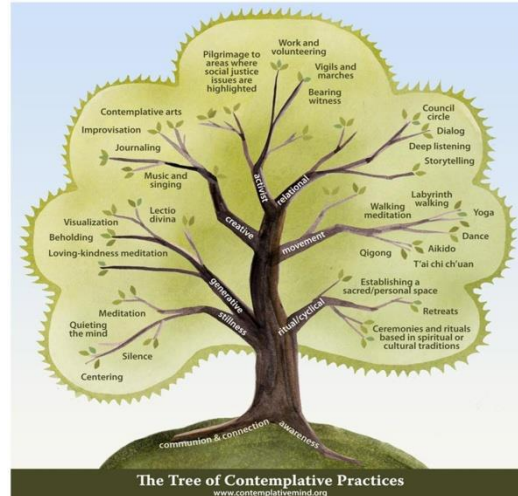 Work and
volunteering
Pilgrimage to
areas where
social justice
issues are
highlighted
Vigils and
marches
Bearing
witness
Contemplative arts
Improvisation
Journaling
Music and
singing
Council
circle
Dialog
Deep listening
Storytelling
activist
relational
creative
movement
Labyrinth
walking
Walking
meditation
Yoga
Dance
Aikido
T'ai chi ch'uan
Qigong
Lectio
divina
Visualization
Beholding
Loving-kindness meditation
generative
Meditation
Quieting
the mind
Silence
Centering
stillness
ritual/cyclical
Establishing a
sacred/personal space
Retreats
Ceremonies and rituals
based in spiritual or
cultural traditions
communion & connection
awareness
The Tree of Contemplative Practices
www.contemplativemind.org